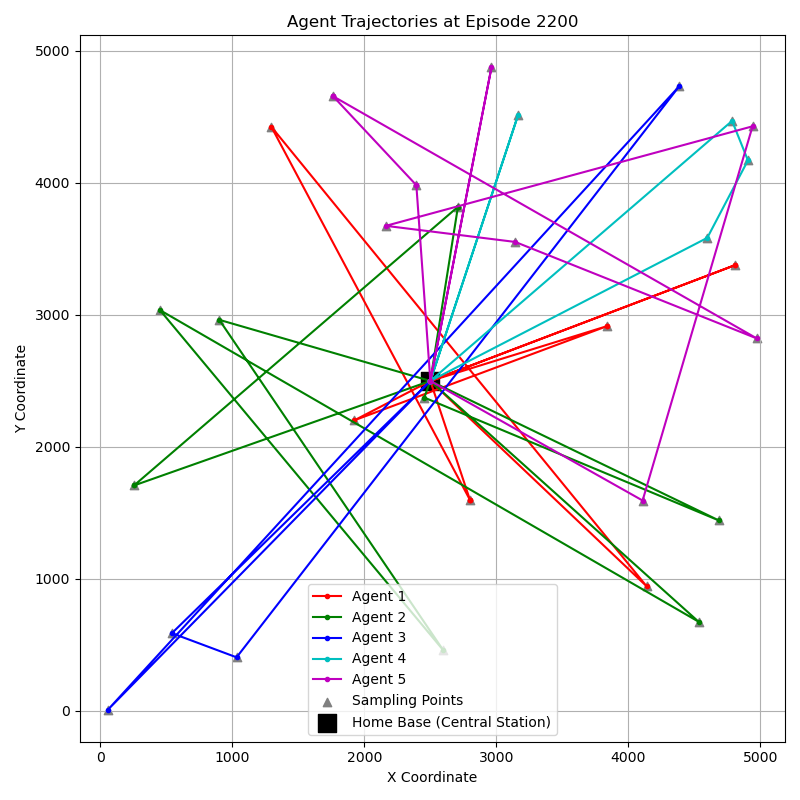 Agent Trajectories at Episode 2200
5000
4000
3000
2000
1000
0
Y Coordinate
Agent 1
Agent 2
Agent 3
Agent 4
Agent 5
Sampling Points
Home Base (Central Station)
0 1000 2000 3000 4000 5000
X Coordinate